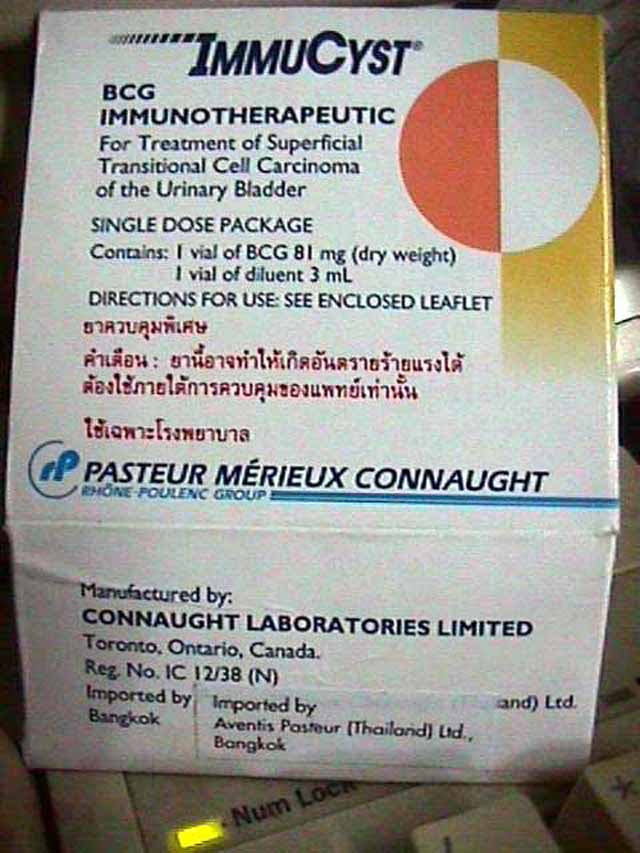 IMMUCYST®
BCG
IMMUNOTHERAPEUTIC
For Treatment of Superficial
Transitional Cell Carcinoma
of the Urinary Bladder
SINGLE DOSE PACKAGE
Contains: 1 vial of BCG 81 mg (dry weight)
1 vial of diluent 3 mL
DIRECTIONS FOR USE: SEE ENCLOSED LEAFLET
ยาควบคุมพิเศษ
คำเตือน : ยานี้อาจทำให้เกิดอันตรายร้ายแรงได้
ต้องใช้ภายใต้การควบคุมของแพทย์เท่านั้น
ใช้เฉพาะโรงพยาบาล
PASTEUR MÉRIEUX CONNAUGHT
RHÔNE-POULENC GROUP
Manufactured by:
CONNAUGHT LABORATORIES LIMITED
Toronto, Ontario, Canada.
Reg. No. IC 12/38 (N)
Imported by
Bangkok
and) Ltd.
Imported by
Aventis Pasteur (Thailand) Ltd.,
Bangkok
Num Lock